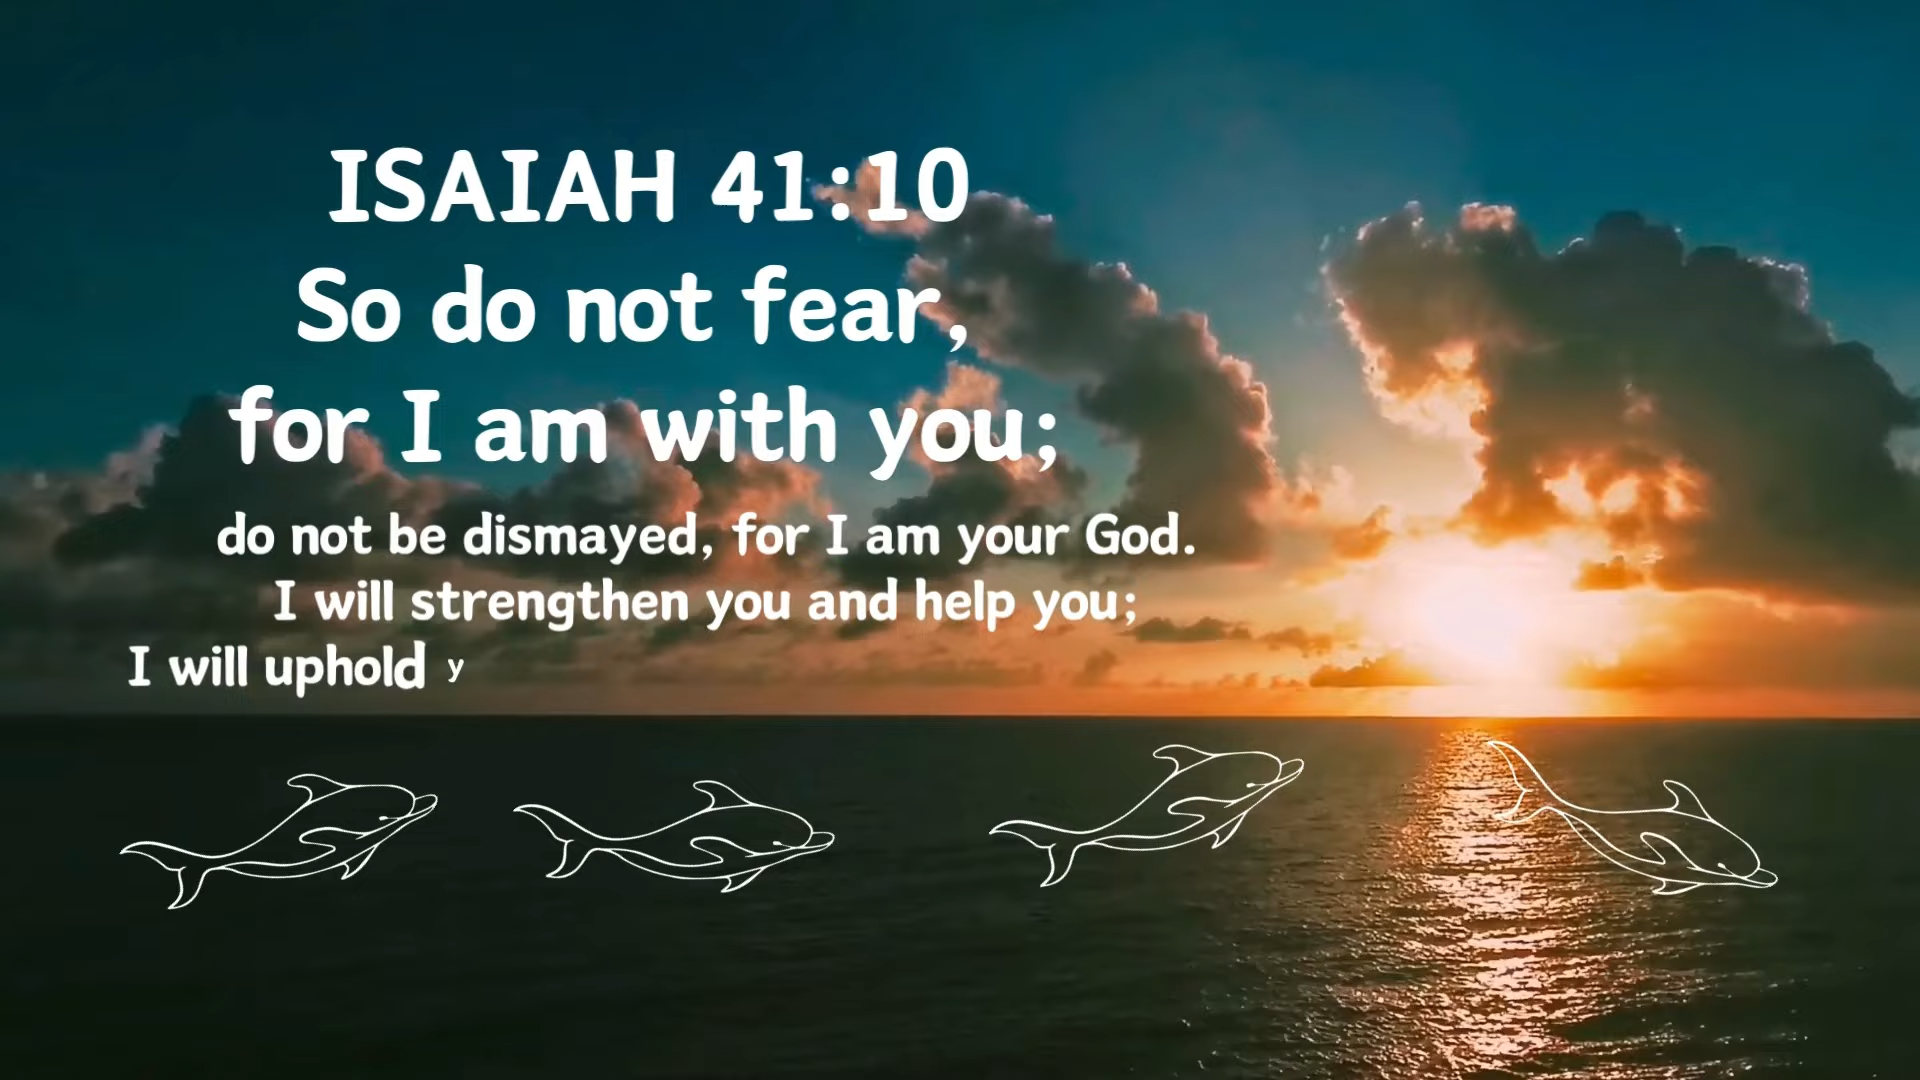 ISAIAH 41:10
So do not fear,
for I am with you;
do not be dismayed, for I am your God.
I will strengthen you and help you;
I will uphold y